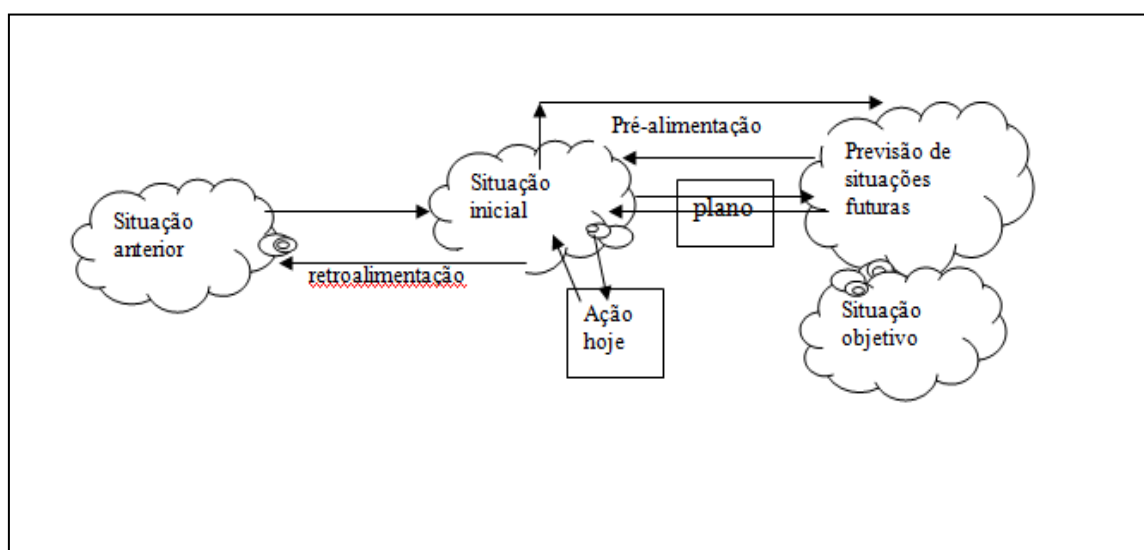 Pré-alimentação
Situação
anterior
Situação
inicial
plano
Previsão de
situações
futuras
retroalimentação
Ação
hoje
Situação
objetivo